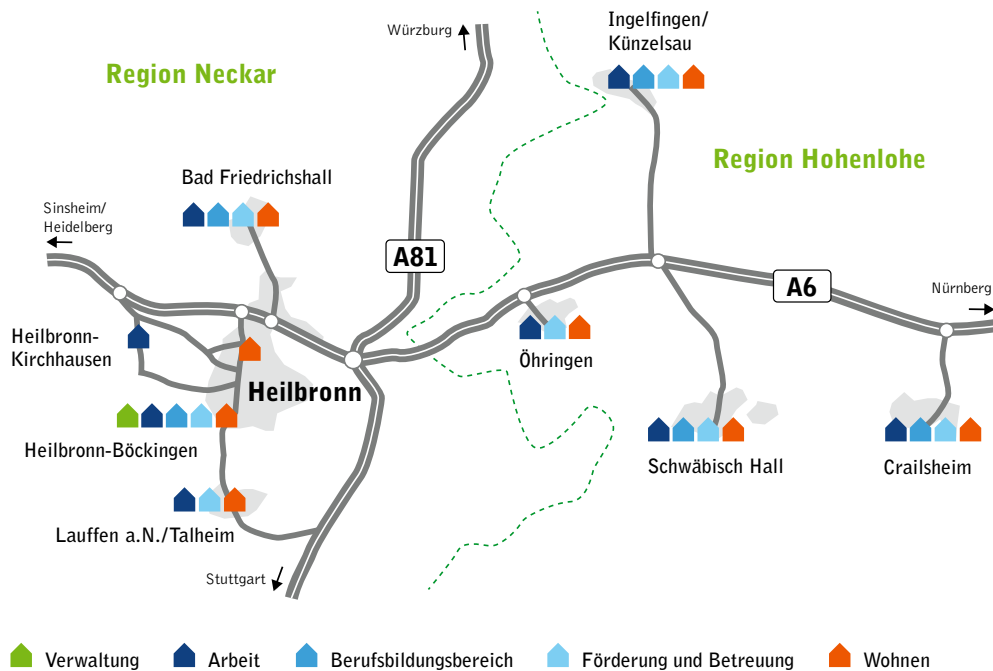 Ingelfingen/
Künzelsau
Würzburg
Region Neckar
Region Hohenlohe
Bad Friedrichshall
Sinsheim/
Heidelberg
A81
A6
Nürnberg
Heilbronn-
Kirchhausen
Öhringen
Heilbronn
Heilbronn-Böckingen
Schwäbisch Hall
Crailsheim
Lauffen a.N./Talheim
Stuttgart
Verwaltung
Arbeit
Berufsbildungsbereich
Förderung und Betreuung
Wohnen